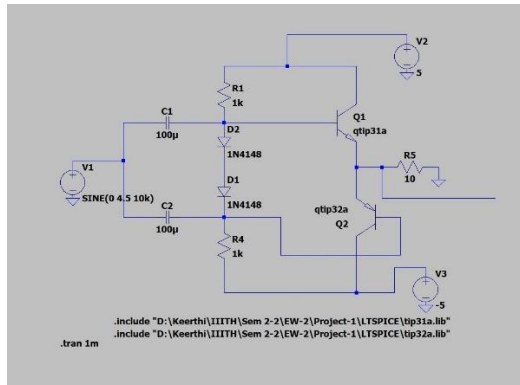 V2
5
R1
1k
C1
100µ
Q1
qtip31a
D2
1N4148
R5
10
V1
SINE(0 4.5 10k)
D1
1N4148
C2
100µ
qtip32a
Q2
R4
1k
V3
-5
.include "D:\Keerthi\IIITH\Sem 2-2\EW-2\Project-1\LTSPICE\tip31a.lib"
.include "D:\Keerthi\IIITH\Sem 2-2\EW-2\Project-1\LTSPICE\tip32a.lib"
.tran 1m